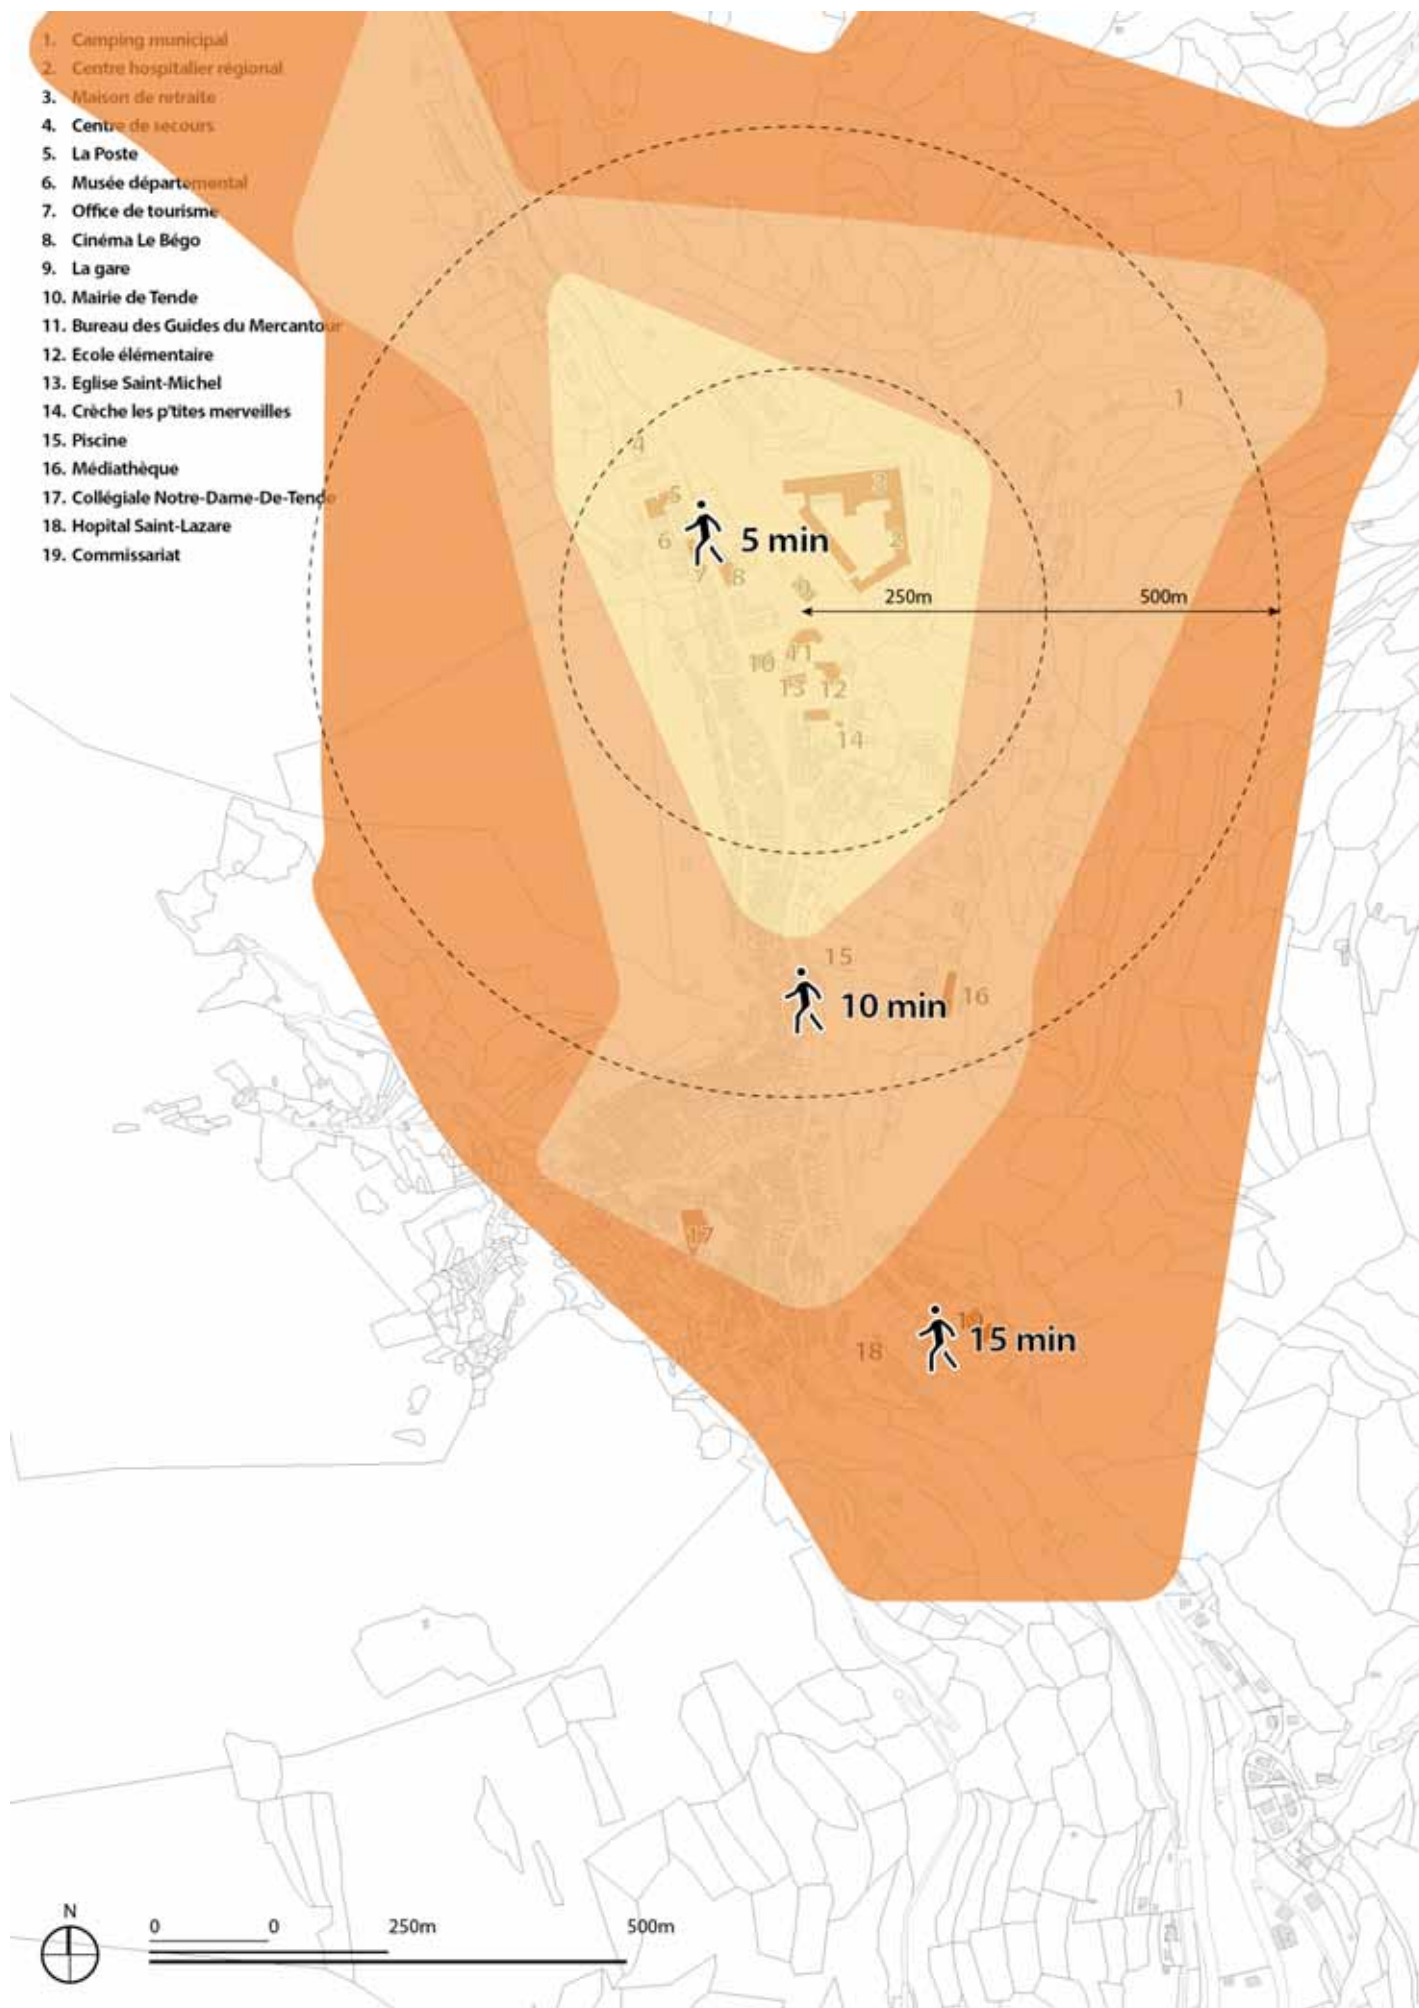 1. Camping municipal
2. Centre hospitalier régional
3. Maison de retraite
4. Centre de secours
5. La Poste
6. Musée départemental
7. Office de tourisme
8. Cinéma Le Bégo
9. La gare
10. Mairie de Tende
11. Bureau des Guides du Mercantour
12. Ecole élémentaire
13. Eglise Saint-Michel
14. Crèche les p'tites merveilles
15. Piscine
16. Médiathèque
17. Collégiale Notre-Dame-De-Tende
18. Hopital Saint-Lazare
19. Commissariat
1
4
3
5
5 min
6
2
7
8
9
250m
500m
11
10
13
12
14
15
10 min
16
17
19
15 min
18
N
0
0
250m
500m